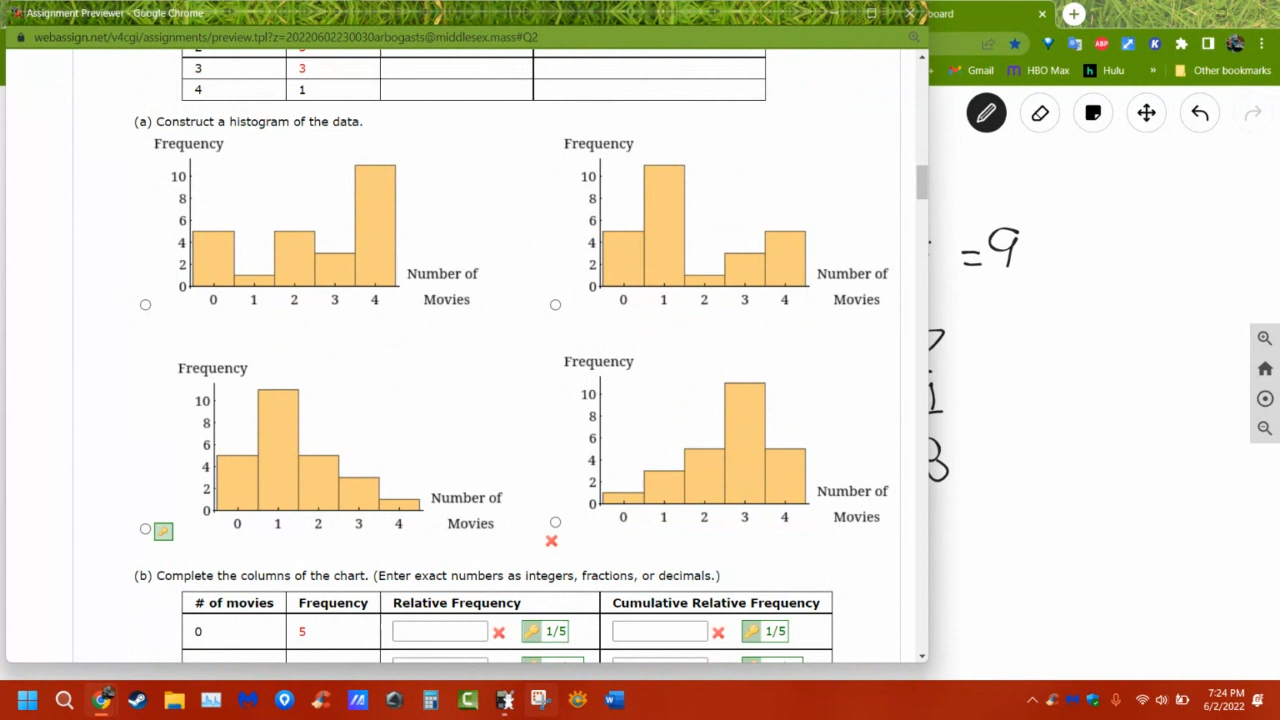 Assignment Previewer - Google Chrome
board
webassign.net/v4cgi/assignments/preview.tpl?z=20220602230030arbogasts@middlesex.mass#Q2
ABP
K
Gmail
HBO Max
h Hulu
»
Other bookmarks
3 3
4 1
(a) Construct a histogram of the data.
Frequency
10
8
6
4
2
0
0 1 2 3 4
Number of
Movies
Frequency
10
8
6
4
2
0
0 1 2 3 4
Number of
Movies
Frequency
10
8
6
4
2
0
0 1 2 3 4
Number of
Movies
Frequency
10
8
6
4
2
0
0 1 2 3 4
Number of
Movies
(b) Complete the columns of the chart. (Enter exact numbers as integers, fractions, or decimals.)
# of movies Frequency Relative Frequency Cumulative Relative Frequency
0 5 1/5 1/5
= 9
1
8
7:24 PM
6/2/2022